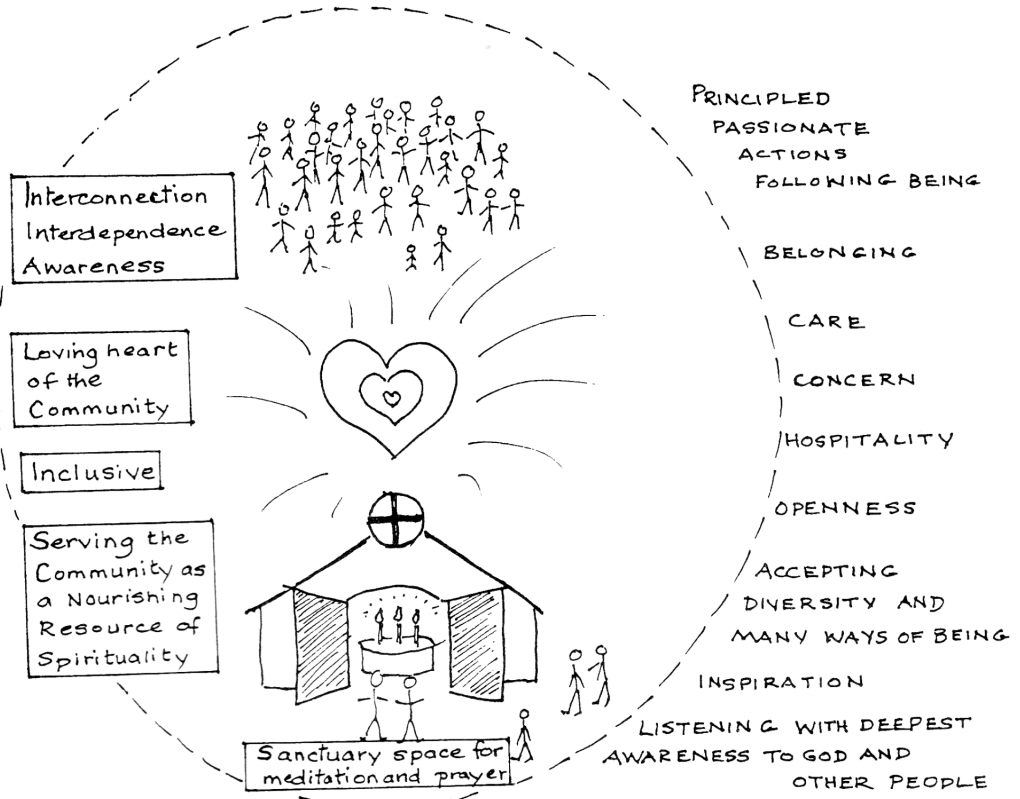 Interconnection
Interdependence
Awareness
Loving heart
of the
Community
Inclusive
Serving the
Community as
a Nourishing
Resource of
Spirituality
Sanctuary space for
meditation and prayer
PRINCIPLED
PASSIONATE
ACTIONS
FOLLOWING BEING
BELONGING
CARE
CONCERN
HOSPITALITY
OPENNESS
ACCEPTING
DIVERSITY AND
MANY WAYS OF BEING
INSPIRATION
LISTENING WITH DEEPEST
AWARENESS TO GOD AND
OTHER PEOPLE